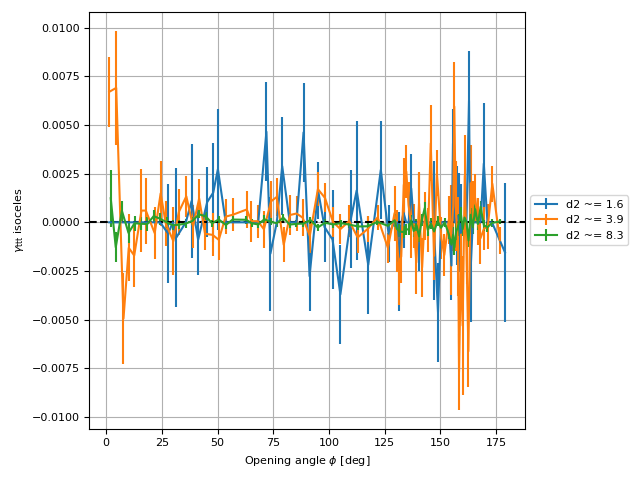 0.0100
0.0075
0.0050
0.0025
0.0000
−0.0025
−0.0050
−0.0075
−0.0100
γttt isoceles
0 25 50 75 100 125 150 175
Opening angle ϕ [deg]
d2 ~= 1.6
d2 ~= 3.9
d2 ~= 8.3